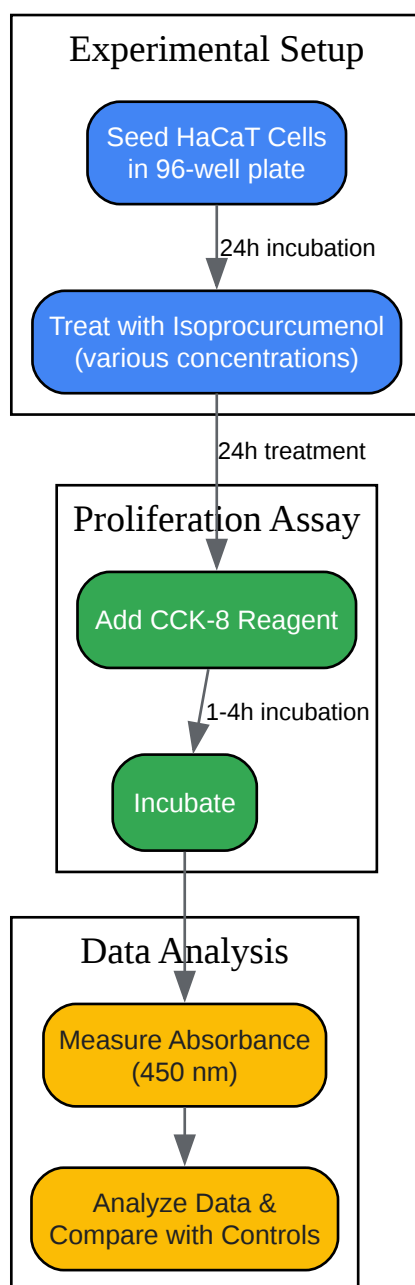 Experimental Setup
Seed HaCaT Cells
in 96-well plate
24h incubation
Treat with Isoprocurcumenol
(various concentrations)
24h treatment
Proliferation Assay
Add CCK-8 Reagent
1-4h incubation
Incubate
Data Analysis
Measure Absorbance
(450 nm)
Analyze Data &
Compare with Controls